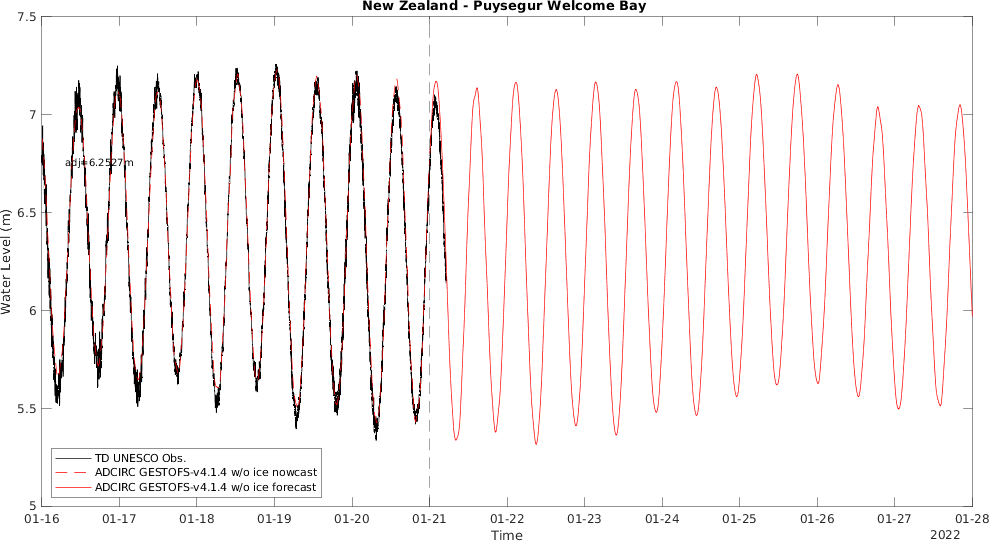 New Zealand - Puysegur Welcome Bay
7.5
7
6.5
6
5.5
5
Water Level (m)
adj=6.2527m
TD UNESCO Obs.
ADCIRC GESTOFS-v4.1.4 w/o ice nowcast
ADCIRC GESTOFS-v4.1.4 w/o ice forecast
01-16 01-17 01-18 01-19 01-20 01-21 01-22 01-23 01-24 01-25 01-26 01-27 01-28
Time
2022